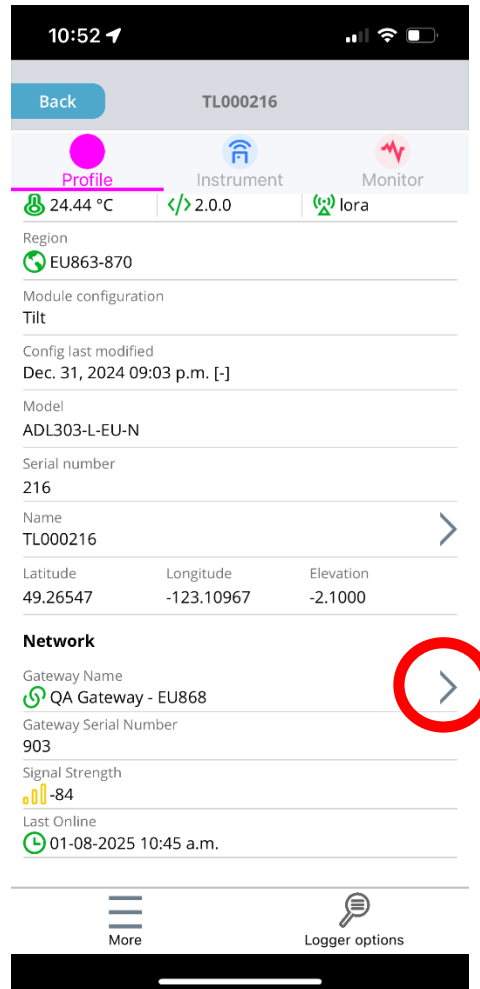 10:52
Back TL000216
Profile Instrument Monitor
24.44 °C </> 2.0.0 lora
Region
EU863-870
Module configuration
Tilt
Config last modified
Dec. 31, 2024 09:03 p.m. [-]
Model
ADL303-L-EU-N
Serial number
216
Name
TL000216
Latitude Longitude Elevation
49.26547 -123.10967 -2.1000
Network
Gateway Name
QA Gateway - EU868
Gateway Serial Number
903
Signal Strength
-84
Last Online
01-08-2025 10:45 a.m.
More Logger options